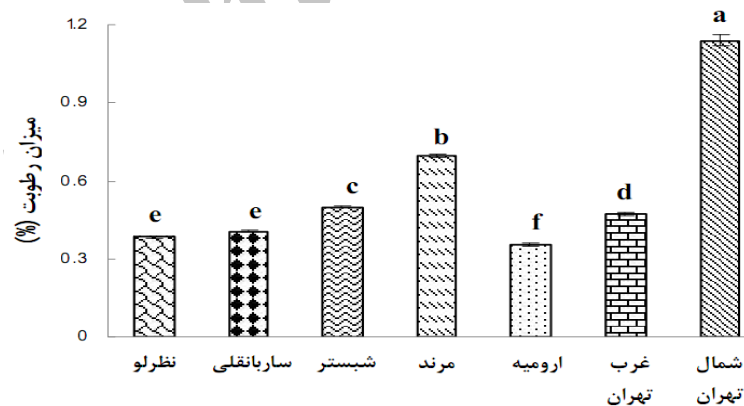 میزان رطوبت (%)
1.2
0.9
0.6
0.3
0
e
e
c
b
f
d
a
نظرلو
ساربانقلی
شبستر
مرند
ارومیه
غرب
تهران
شمال
تهران